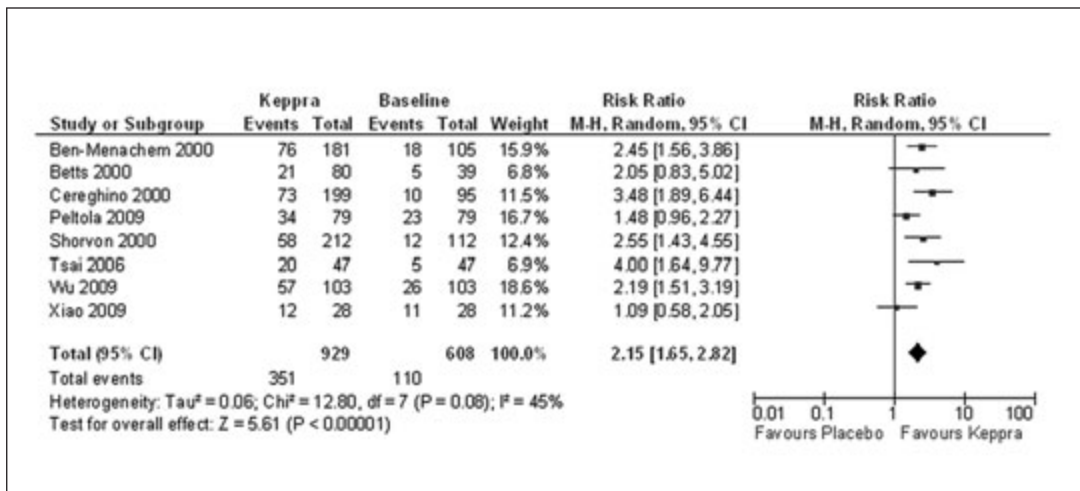 Keppra Baseline Risk Ratio Risk Ratio
Study or Subgroup Events Total Events Total Weight M-H, Random, 95% CI M-H, Random, 95% CI
Ben-Menachem 2000 76 181 18 105 15.9% 2.45 [1.56, 3.86]
Betts 2000 21 80 5 39 6.8% 2.05 [0.83, 5.02]
Cereghino 2000 73 199 10 95 11.5% 3.48 [1.89, 6.44]
Peltola 2009 34 79 23 79 16.7% 1.48 [0.96, 2.27]
Shorvon 2000 58 212 12 112 12.4% 2.55 [1.43, 4.55]
Tsai 2006 20 47 5 47 6.9% 4.00 [1.64, 9.77]
Wu 2009 57 103 26 103 18.6% 2.19 [1.51, 3.19]
Xiao 2009 12 28 11 28 11.2% 1.09 [0.58, 2.05]
Total (95% CI) 929 608 100.0% 2.15 [1.65, 2.82]
Total events 351 110
Heterogeneity: Tau² = 0.06; Chi² = 12.80, df = 7 (P = 0.08); I² = 45%
Test for overall effect: Z = 5.61 (P < 0.00001)
0.01 0.1 1 10 100
Favours Placebo Favours Keppra